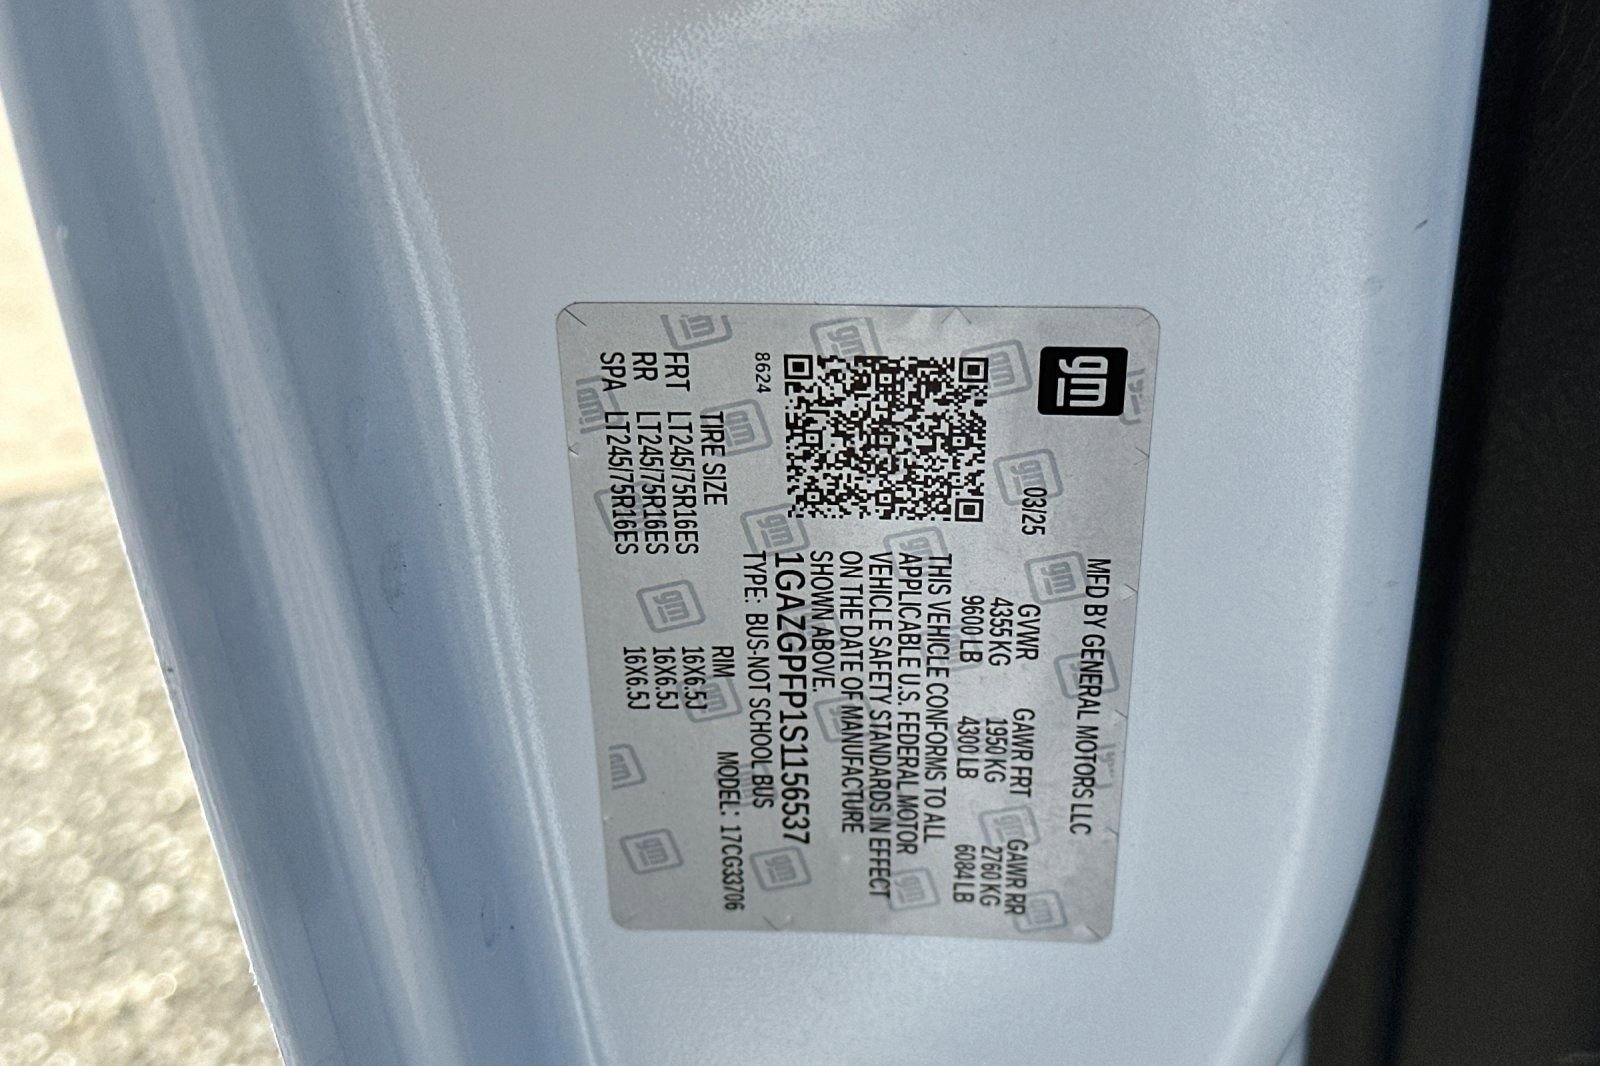 gm
MFD BY GENERAL MOTORS LLC
03/25
GVWR GAWR FRT GAWR RR
4355 KG 1950 KG 2760 KG
9600 LB 4300 LB 6084 LB
THIS VEHICLE CONFORMS TO ALL
APPLICABLE U.S. FEDERAL MOTOR
VEHICLE SAFETY STANDARDS IN EFFECT
ON THE DATE OF MANUFACTURE
SHOWN ABOVE.
1GAZGPFP1S1156537
TYPE: BUS-NOT SCHOOL BUS
8624
MODEL: 17CG33706
TIRE SIZE RIM
FRT LT245/75R16ES 16X6.5J
RR LT245/75R16ES 16X6.5J
SPA LT245/75R16ES 16X6.5J